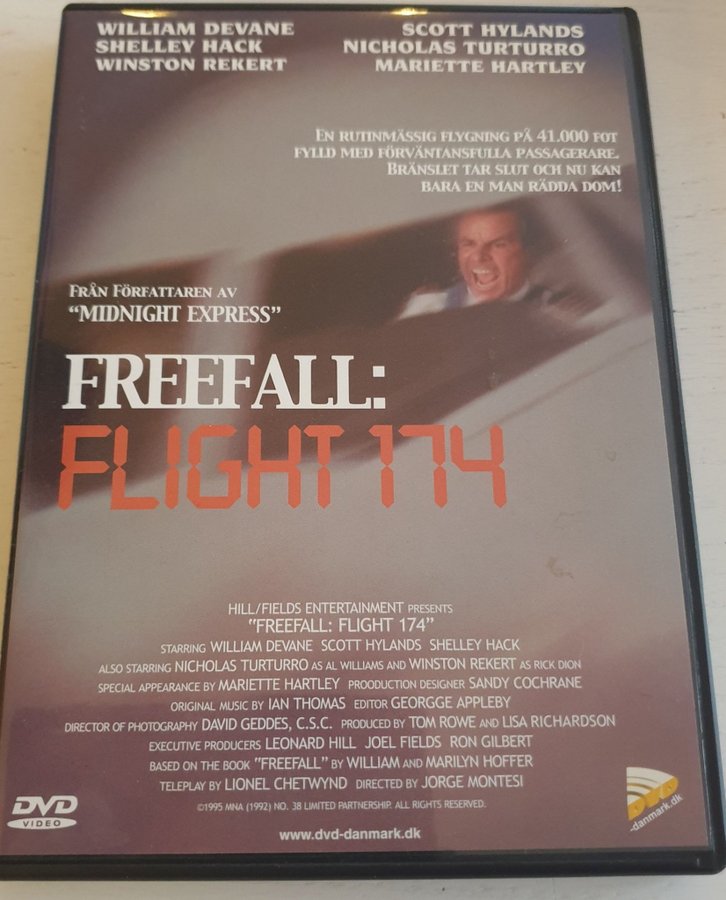 WILLIAM DEVANE
SHELLEY HACK
WINSTON REKERT
SCOTT HYLANDS
NICHOLAS TURTURRO
MARIETTE HARTLEY
EN RUTINMÄSSIG FLYGNING PÅ 41.000 FOT
FYLLD MED FÖRVÄNTANSFULLA PASSAGERARE.
BRÄNSLET TAR SLUT OCH NU KAN
BARA EN MAN RÄDDA DOM!
FRÅN FÖRFATTAREN AV
"MIDNIGHT EXPRESS"
FREEFALL:
FLIGHT 174
HILL/FIELDS ENTERTAINMENT PRESENTS
"FREEFALL: FLIGHT 174"
STARRING WILLIAM DEVANE SCOTT HYLANDS SHELLEY HACK
ALSO STARRING NICHOLAS TURTURRO AS AL WILLIAMS AND WINSTON REKERT AS RICK DION
SPECIAL APPEARANCE BY MARIETTE HARTLEY PROODUCTION DESIGNER SANDY COCHRANE
ORIGINAL MUSIC BY IAN THOMAS EDITOR GEORGGE APPLEBY
DIRECTOR OF PHOTOGRAPHY DAVID GEDDES, C.S.C. PRODUCED BY TOM ROWE AND LISA RICHARDSON
EXECUTIVE PRODUCERS LEONARD HILL JOEL FIELDS RON GILBERT
BASED ON THE BOOK "FREEFALL" BY WILLIAM AND MARILYN HOFFER
TELEPLAY BY LIONEL CHETWYND DIRECTED BY JORGE MONTESI
©1995 MNA (1992) NO. 38 LIMITED PARTNERSHIP. ALL RIGHTS RESERVED.
DVD
VIDEO
www.dvd-danmark.dk
DVD
-danmark.dk